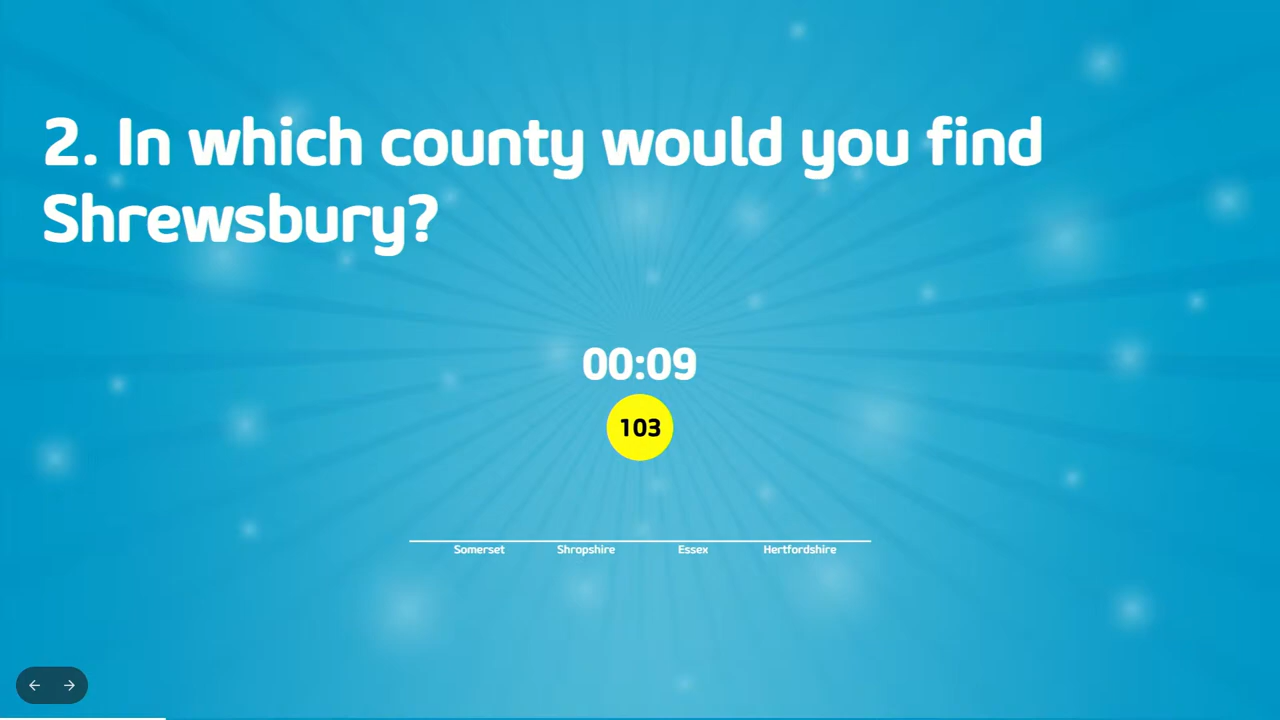 2. In which county would you find
Shrewsbury?
00:09
103
Somerset Shropshire Essex Hertfordshire